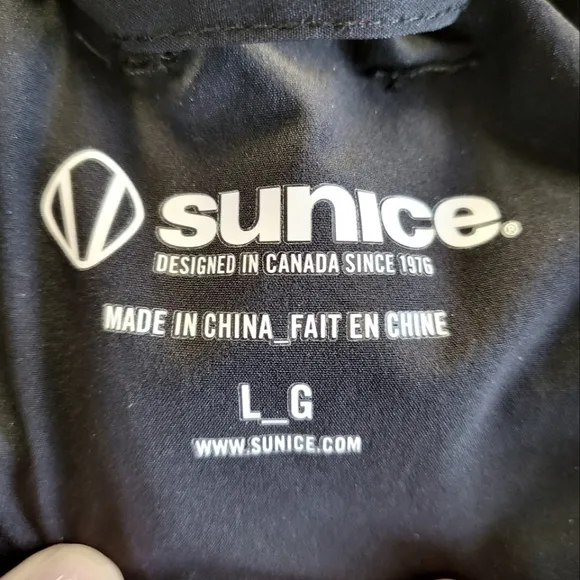 sunice.®
DESIGNED IN CANADA SINCE 1976
MADE IN CHINA_FAIT EN CHINE
L_G
WWW.SUNICE.COM